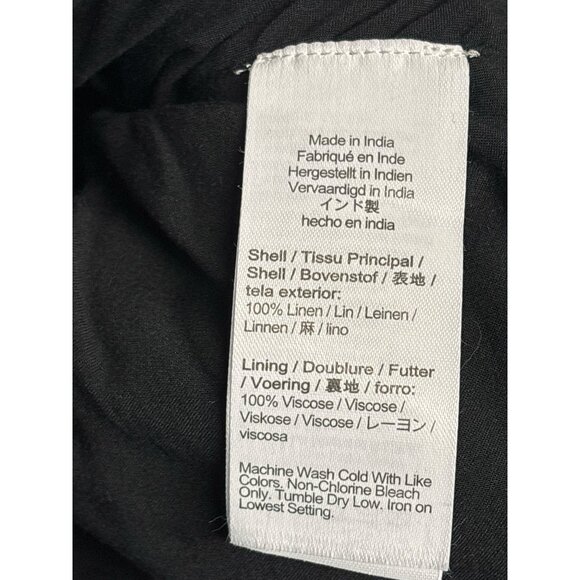 Made in India
Fabriqué en Inde
Hergestellt in Indien
Vervaardigd in India
インド製
hecho en india
Shell / Tissu Principal /
Shell / Bovenstof / 表地 /
tela exterior:
100% Linen / Lin / Leinen /
Linnen / 麻 / lino
Lining / Doublure / Futter
/ Voering / 裏地 / forro:
100% Viscose / Viscose /
Viskose / Viscose / レーヨン /
viscosa
Machine Wash Cold With Like
Colors. Non-Chlorine Bleach
Only. Tumble Dry Low. Iron on
Lowest Setting.